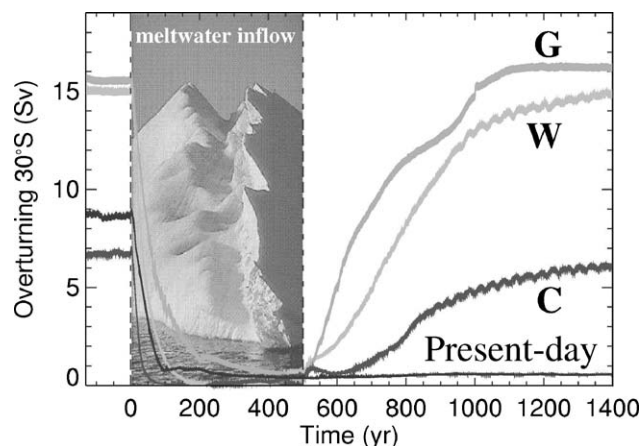 meltwater inflow
G
W
C
Present-day
Overturning 30°S (Sv)
15
10
5
0
0 200 400 600 800 1000 1200 1400
Time (yr)